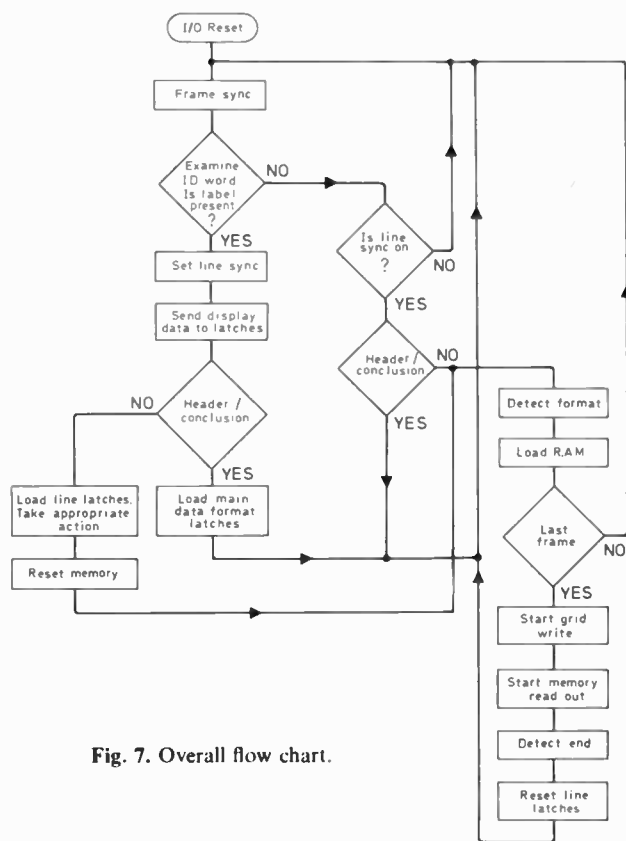 I/O Reset
Frame sync
Examine
ID word
Is label
present
?
NO
YES
Set line sync
Send display
data to latches
Header /
conclusion
NO
YES
Load line latches.
Take appropriate
action
Reset memory
Load main
data format
latches
Is line
sync on
?
NO
YES
Header /
conclusion
NO
YES
Detect format
Load R.A.M
Last
frame
NO
YES
Start grid
write
Start memory
read out
Detect end
Reset line
latches
Fig. 7. Overall flow chart.